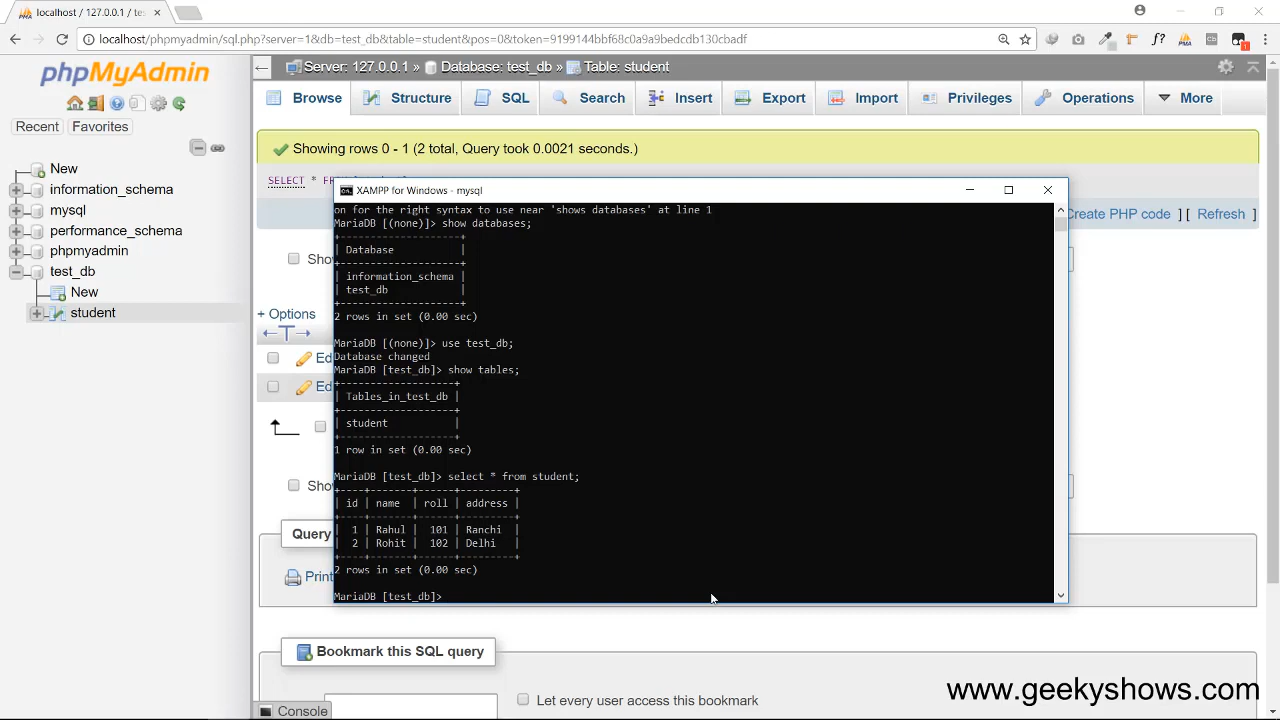 localhost / 127.0.0.1 / te
localhost/phpmyadmin/sql.php?server=1&db=test_db&table=student&pos=0&token=9199144bbf68c0a9a9bedcdb130cbadf
phpMyAdmin
Recent Favorites
New
information_schema
mysql
performance_schema
phpmyadmin
test_db
New
student
Server: 127.0.0.1 » Database: test_db » Table: student
Browse Structure SQL Search Insert Export Import Privileges Operations More
Showing rows 0 - 1 (2 total, Query took 0.0021 seconds.)
SELECT * FR
Create PHP code ] [ Refresh ]
Sho
+ Options
Ed
Ed
Sho
Query
Print
XAMPP for Windows - mysql
on for the right syntax to use near 'shows databases' at line 1
MariaDB [(none)]> show databases;
+--------------------+
| Database           |
+--------------------+
| information_schema |
| test_db            |
+--------------------+
2 rows in set (0.00 sec)
MariaDB [(none)]> use test_db;
Database changed
MariaDB [test_db]> show tables;
+-------------------+
| Tables_in_test_db |
+-------------------+
| student           |
+-------------------+
1 row in set (0.00 sec)
MariaDB [test_db]> select * from student;
+----+-------+------+---------+
| id | name  | roll | address |
+----+-------+------+---------+
|  1 | Rahul |  101 | Ranchi  |
|  2 | Rohit |  102 | Delhi   |
+----+-------+------+---------+
2 rows in set (0.00 sec)
MariaDB [test_db]>
Bookmark this SQL query
Let every user access this bookmark
Console
www.geekyshows.com